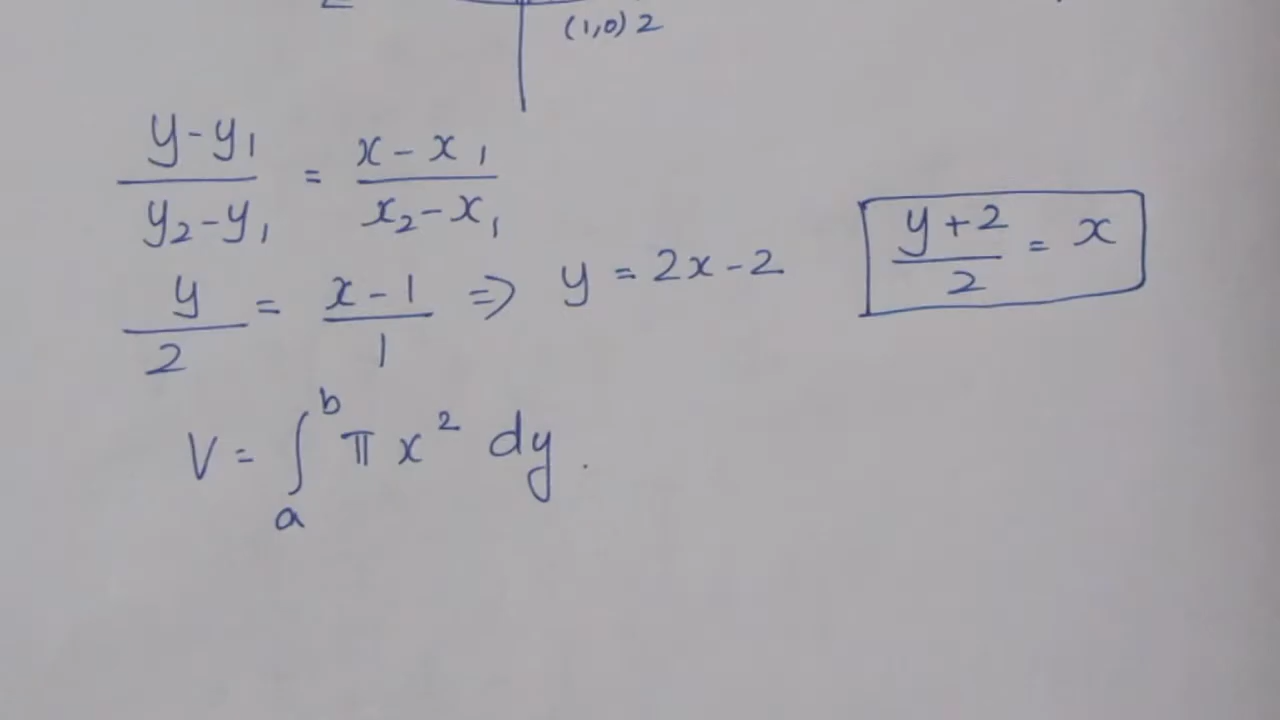 (1,0) 2
(y - y₁)/(y₂ - y₁) = (x - x₁)/(x₂ - x₁)
y/2 = (x - 1)/1 ⇒ y = 2x - 2
(y + 2)/2 = x
V = ∫ₐᵇ π x² dy.